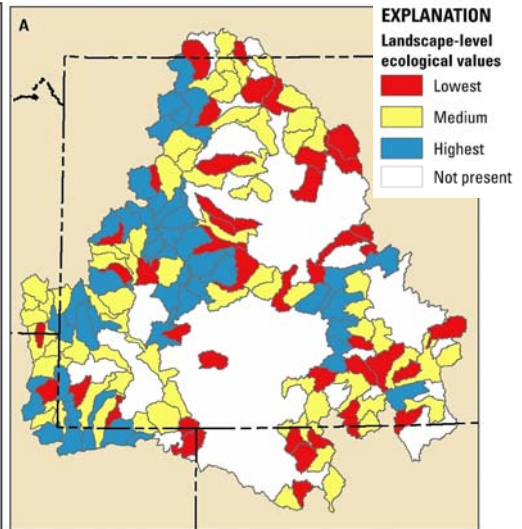 A
EXPLANATION
Landscape-level
ecological values
Lowest
Medium
Highest
Not present